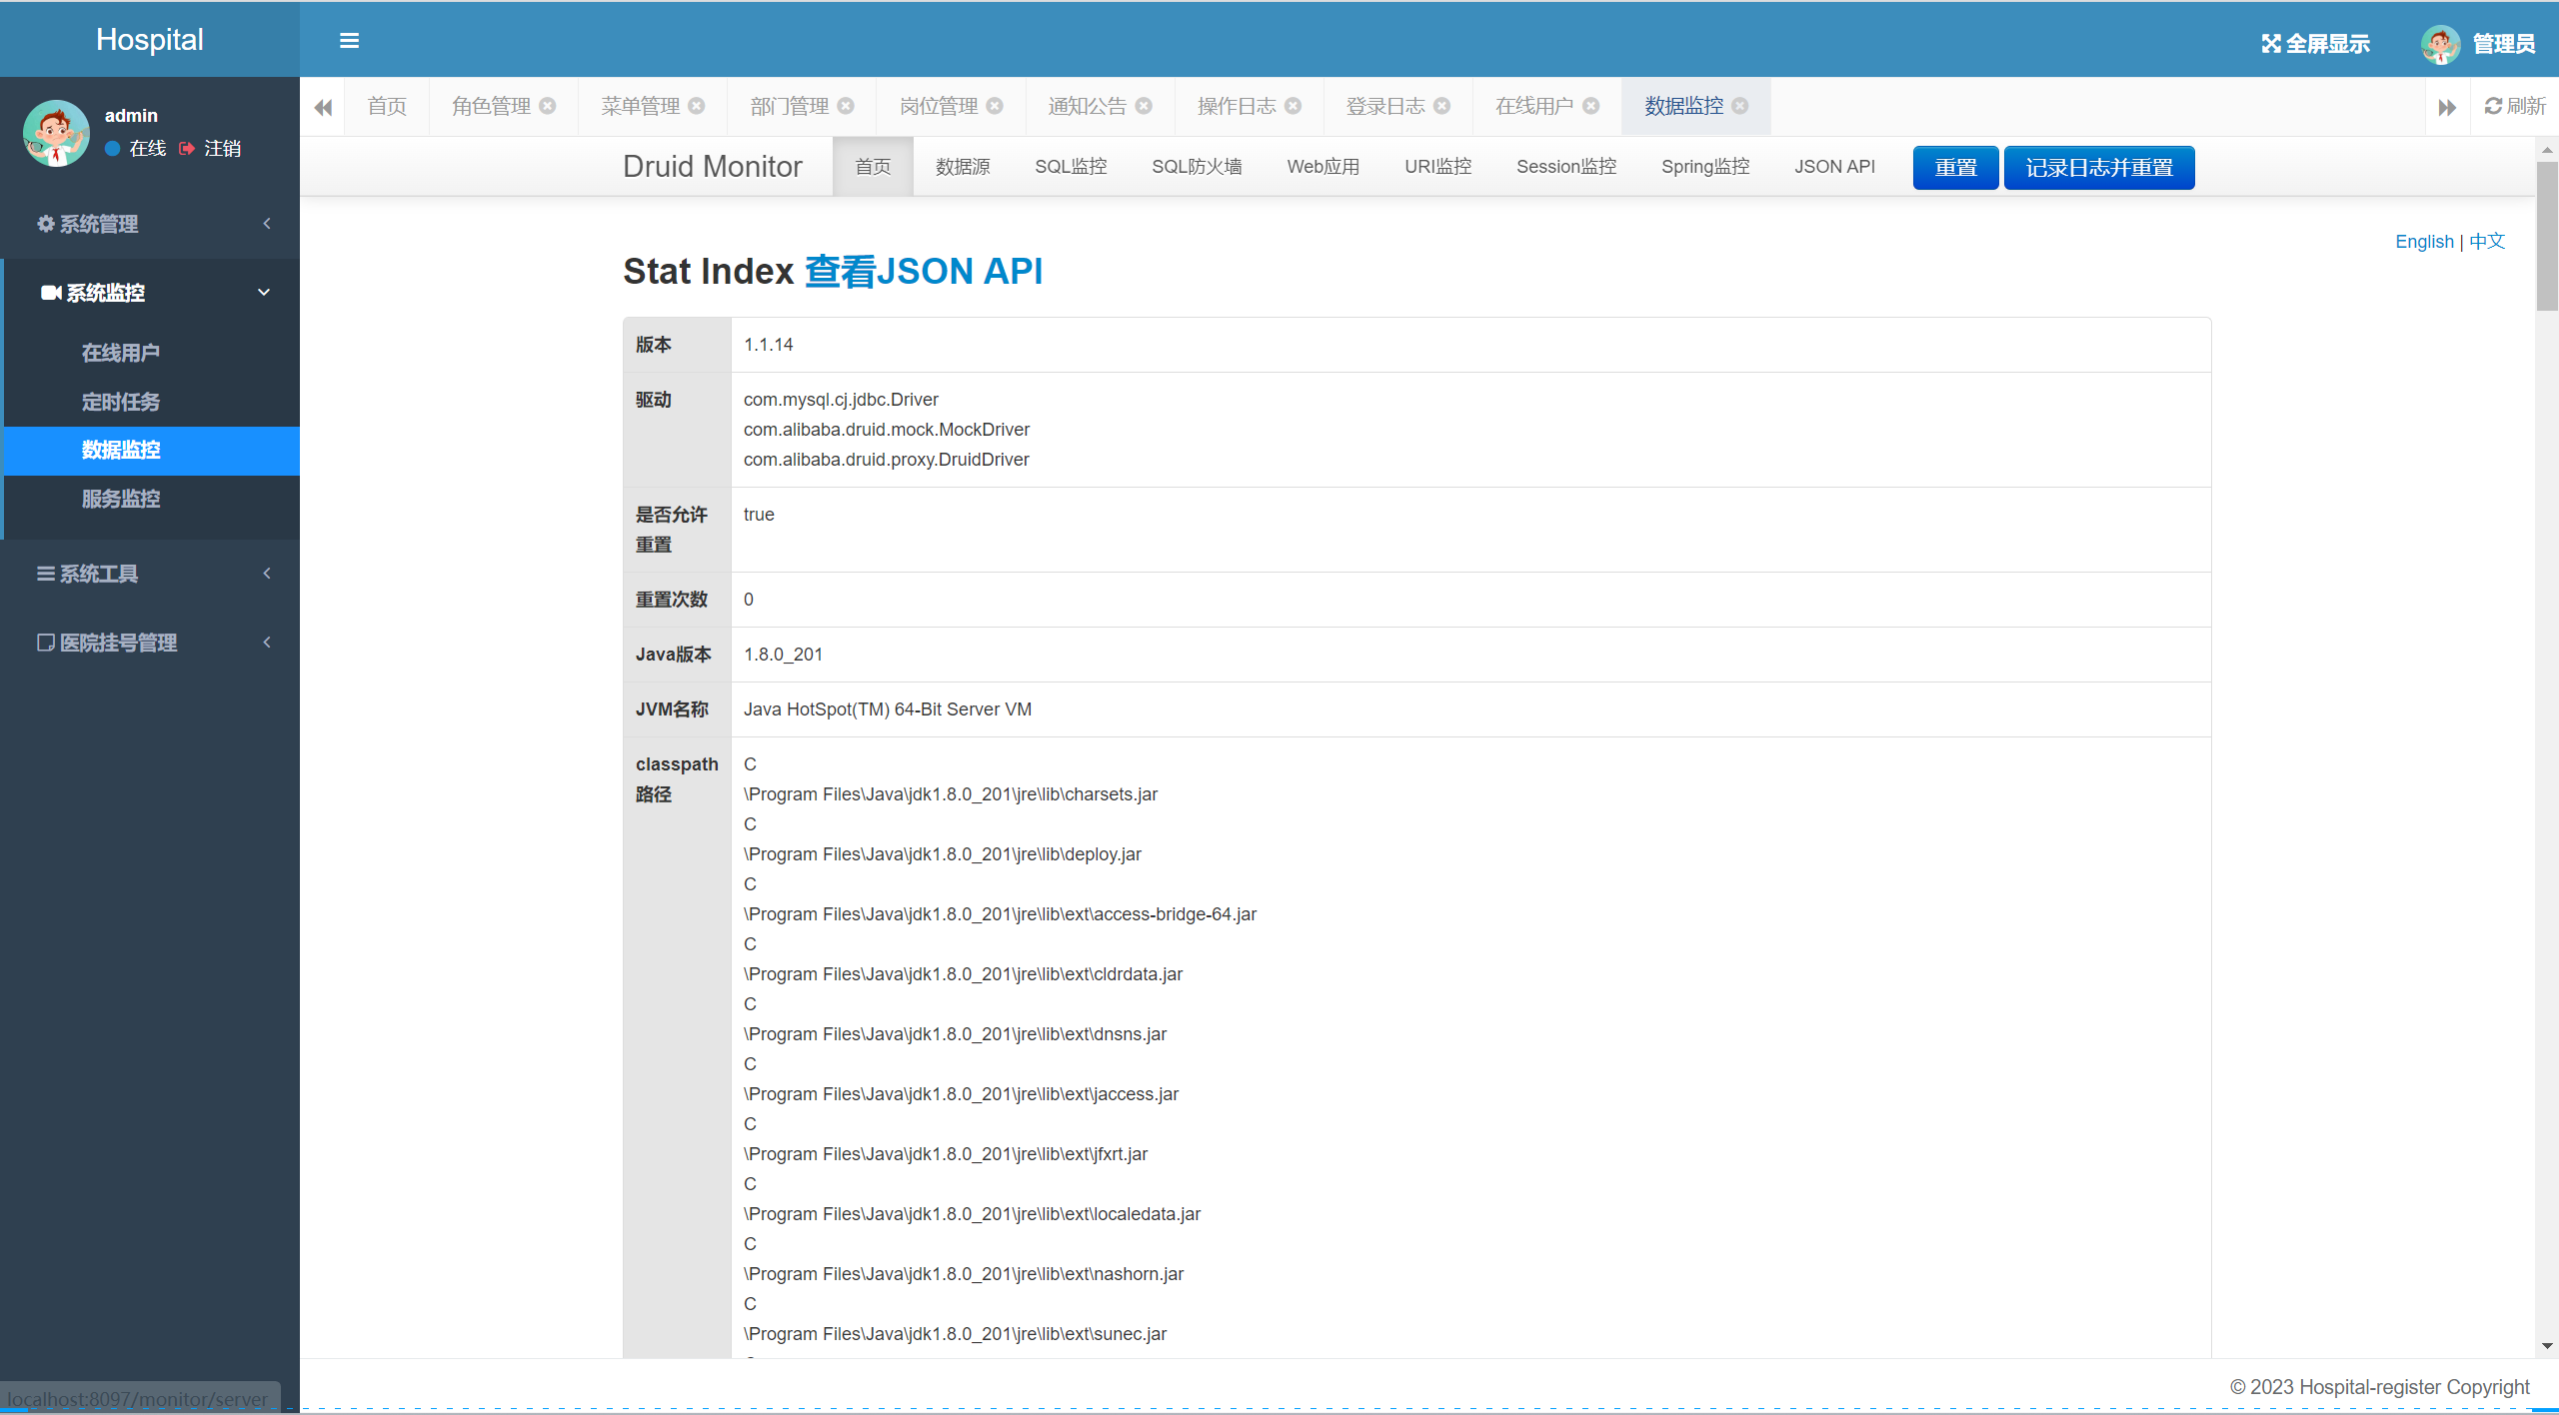 Hospital
全屏显示
管理员
admin
在线 注销
首页 角色管理 菜单管理 部门管理 岗位管理 通知公告 操作日志 登录日志 在线用户 数据监控 刷新
系统管理
系统监控
在线用户
定时任务
数据监控
服务监控
系统工具
医院挂号管理
Druid Monitor 首页 数据源 SQL监控 SQL防火墙 Web应用 URI监控 Session监控 Spring监控 JSON API 重置 记录日志并重置
English | 中文
Stat Index 查看JSON API
版本 1.1.14
驱动 com.mysql.cj.jdbc.Driver
com.alibaba.druid.mock.MockDriver
com.alibaba.druid.proxy.DruidDriver
是否允许 true
重置
重置次数 0
Java版本 1.8.0_201
JVM名称 Java HotSpot(TM) 64-Bit Server VM
classpath C
路径 \Program Files\Java\jdk1.8.0_201\jre\lib\charsets.jar
C
\Program Files\Java\jdk1.8.0_201\jre\lib\deploy.jar
C
\Program Files\Java\jdk1.8.0_201\jre\lib\ext\access-bridge-64.jar
C
\Program Files\Java\jdk1.8.0_201\jre\lib\ext\cldrdata.jar
C
\Program Files\Java\jdk1.8.0_201\jre\lib\ext\dnsns.jar
C
\Program Files\Java\jdk1.8.0_201\jre\lib\ext\jaccess.jar
C
\Program Files\Java\jdk1.8.0_201\jre\lib\ext\jfxrt.jar
C
\Program Files\Java\jdk1.8.0_201\jre\lib\ext\localedata.jar
C
\Program Files\Java\jdk1.8.0_201\jre\lib\ext\nashorn.jar
C
\Program Files\Java\jdk1.8.0_201\jre\lib\ext\sunec.jar
© 2023 Hospital-register Copyright
localhost:8097/monitor/server